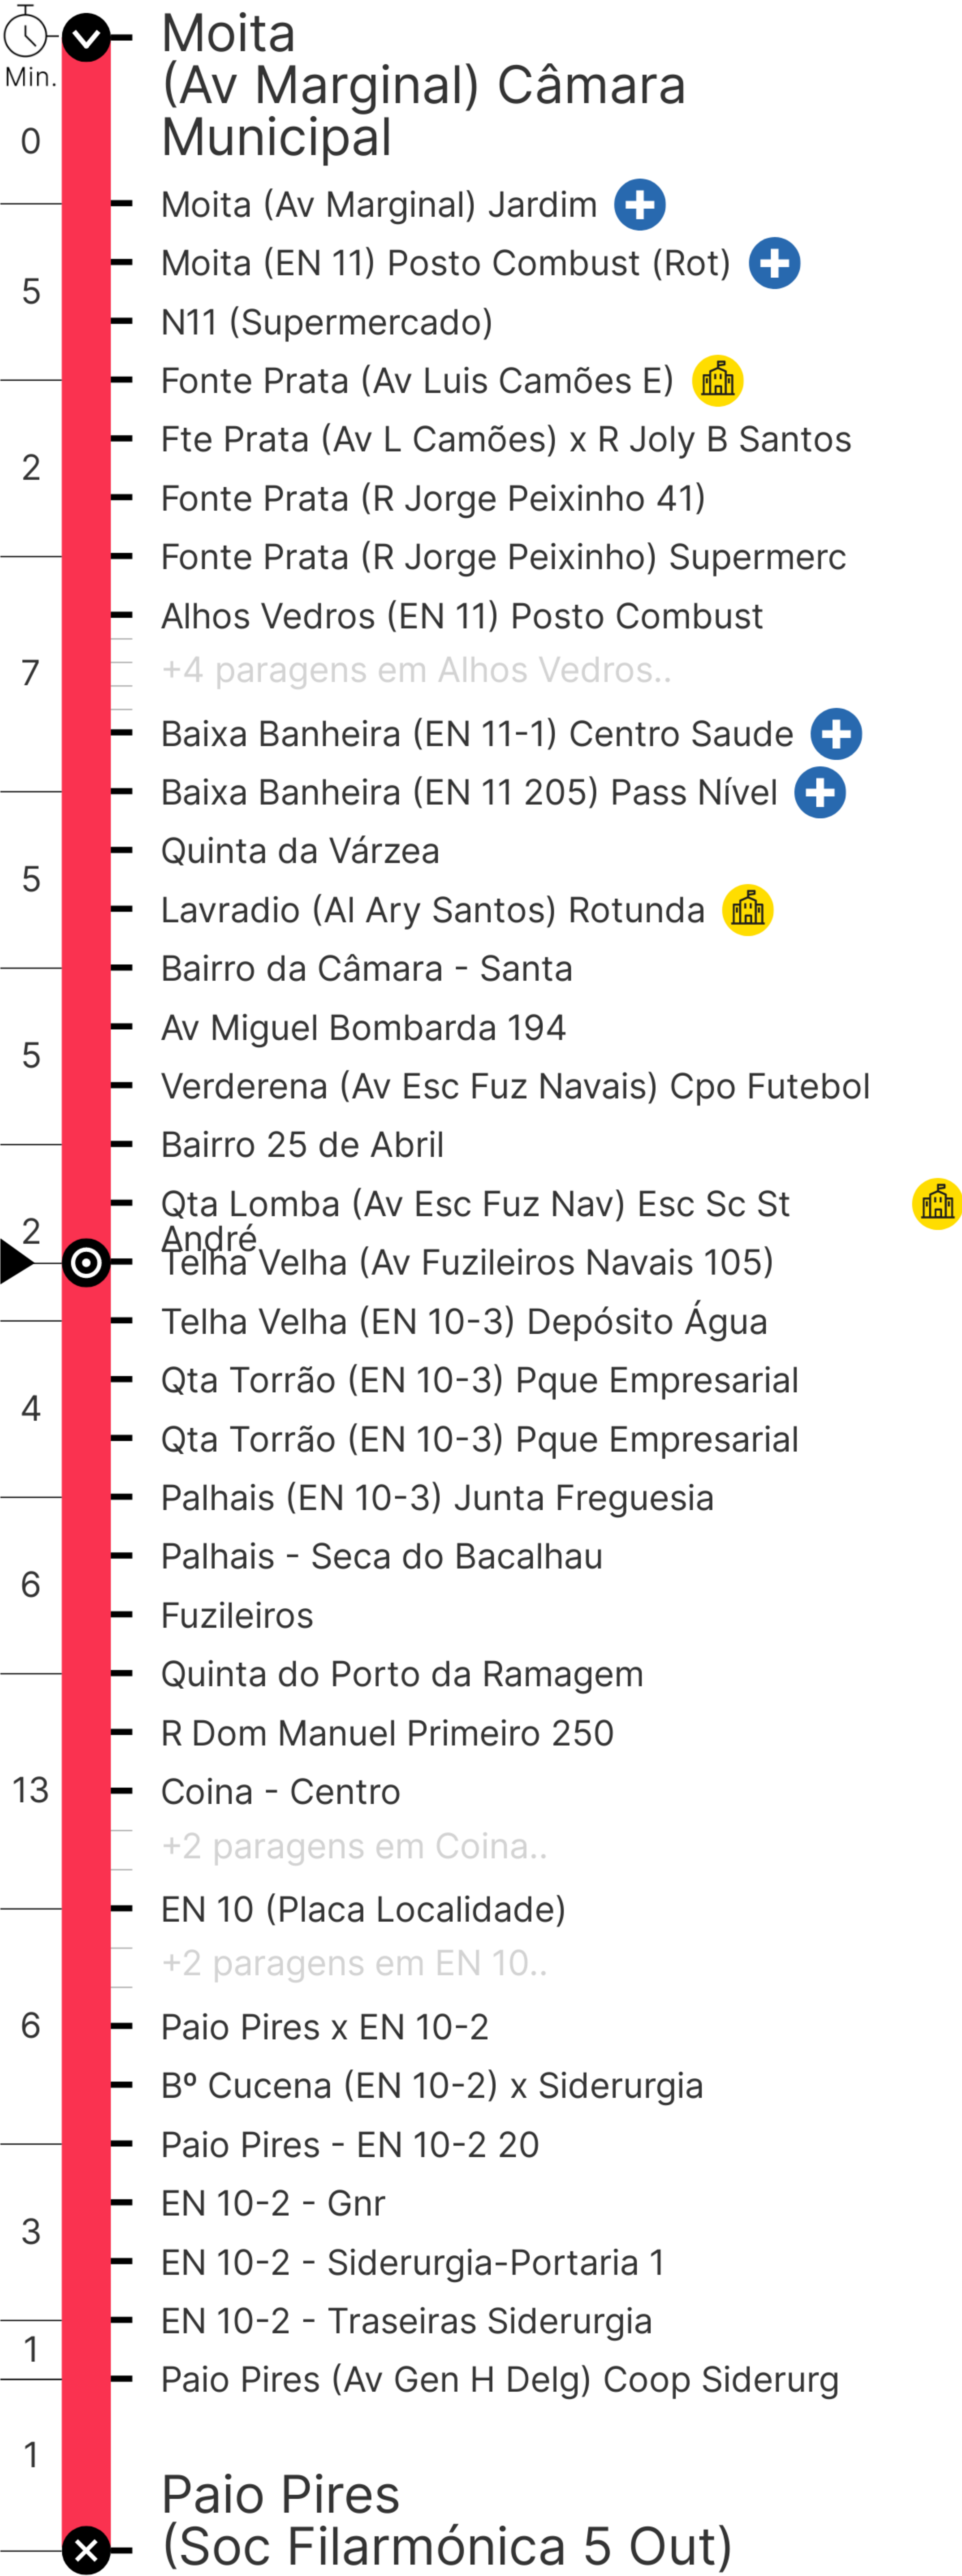 Moita
Min.
(Av Marginal) Câmara
Municipal
0
Moita (Av Marginal) Jardim
Moita (EN 11) Posto Combust (Rot)
5
N11 (Supermercado)
Fonte Prata (Av Luis Camões E)
Fte Prata (Av L Camões) x R Joly B Santos
2
Fonte Prata (R Jorge Peixinho 41)
Fonte Prata (R Jorge Peixinho) Supermerc
Alhos Vedros (EN 11) Posto Combust
7
+4 paragens em Alhos Vedros..
Baixa Banheira (EN 11-1) Centro Saude
Baixa Banheira (EN 11 205) Pass Nível
Quinta da Várzea
5
Lavradio (Al Ary Santos) Rotunda
Bairro da Câmara - Santa
Av Miguel Bombarda 194
5
Verderena (Av Esc Fuz Navais) Cpo Futebol
Bairro 25 de Abril
Qta Lomba (Av Esc Fuz Nav) Esc Sc St
André
2
Telha Velha (Av Fuzileiros Navais 105)
Telha Velha (EN 10-3) Depósito Água
Qta Torrão (EN 10-3) Pque Empresarial
4
Qta Torrão (EN 10-3) Pque Empresarial
Palhais (EN 10-3) Junta Freguesia
Palhais - Seca do Bacalhau
6
Fuzileiros
Quinta do Porto da Ramagem
R Dom Manuel Primeiro 250
13
Coina - Centro
+2 paragens em Coina..
EN 10 (Placa Localidade)
+2 paragens em EN 10..
6
Paio Pires x EN 10-2
Bº Cucena (EN 10-2) x Siderurgia
Paio Pires - EN 10-2 20
EN 10-2 - Gnr
3
EN 10-2 - Siderurgia-Portaria 1
EN 10-2 - Traseiras Siderurgia
1
Paio Pires (Av Gen H Delg) Coop Siderurg
1
Paio Pires
(Soc Filarmónica 5 Out)